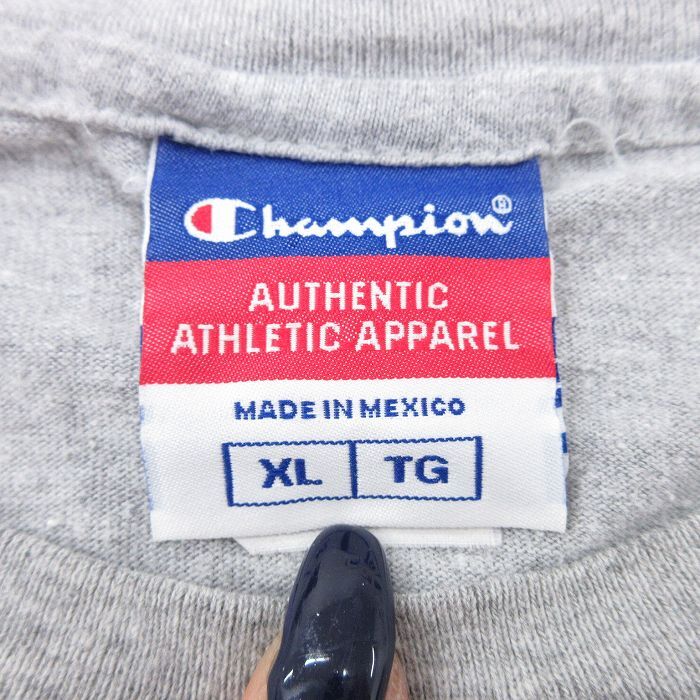 Champion®
AUTHENTIC
ATHLETIC APPAREL
MADE IN MEXICO
XL TG